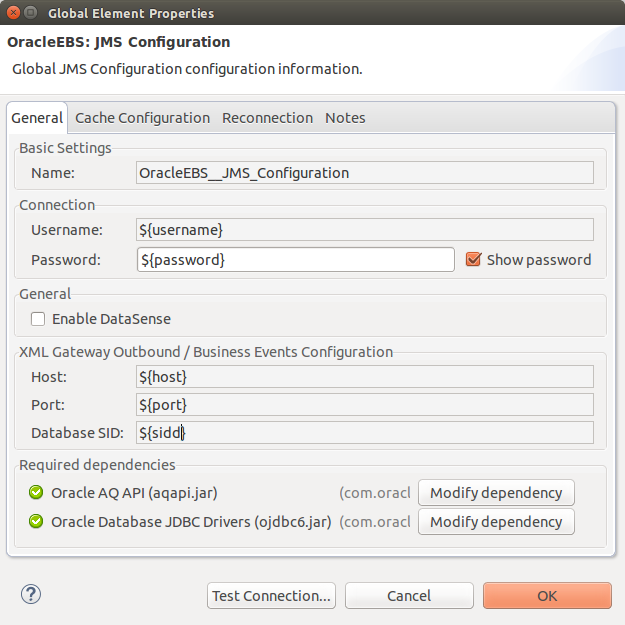 Global Element Properties
OracleEBS: JMS Configuration
Global JMS Configuration configuration information.
General Cache Configuration Reconnection Notes
Basic Settings
Name: OracleEBS__JMS_Configuration
Connection
Username: ${username}
Password: ${password} Show password
General
Enable DataSense
XML Gateway Outbound / Business Events Configuration
Host: ${host}
Port: ${port}
Database SID: ${sidd}
Required dependencies
Oracle AQ API (aqapi.jar) (com.oracl Modify dependency
Oracle Database JDBC Drivers (ojdbc6.jar) (com.oracl Modify dependency
? Test Connection... Cancel OK